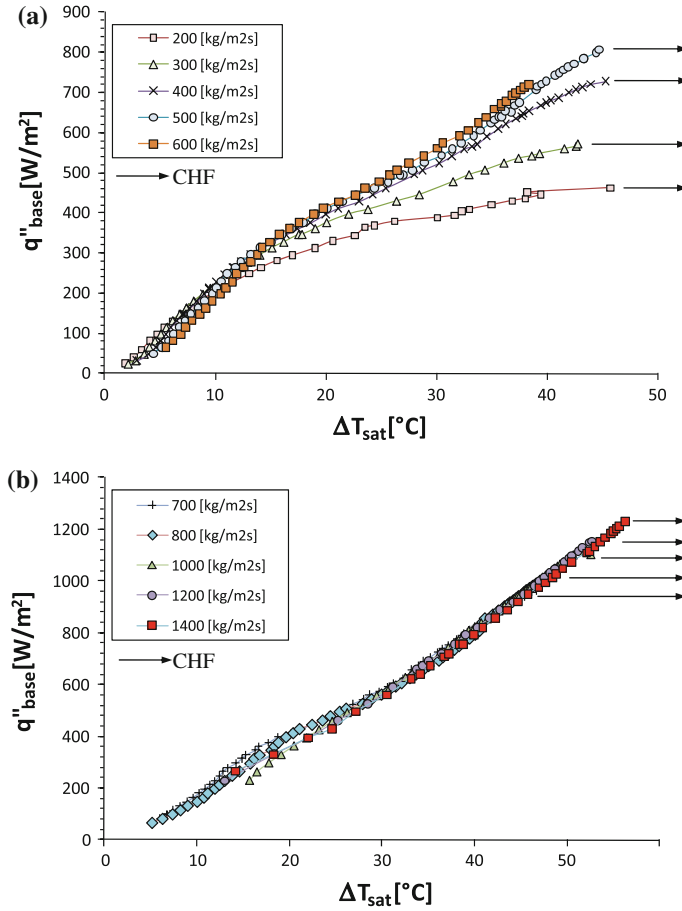 (a)
900
800
700
600
500
400
300
200
100
0
q"base[W/m²]
200 [kg/m2s]
300 [kg/m2s]
400 [kg/m2s]
500 [kg/m2s]
600 [kg/m2s]
CHF
0 10 20 30 40 50
ΔTsat[°C]
(b)
1400
1200
1000
800
600
400
200
0
q"base[W/m²]
700 [kg/m2s]
800 [kg/m2s]
1000 [kg/m2s]
1200 [kg/m2s]
1400 [kg/m2s]
CHF
0 10 20 30 40 50
ΔTsat[°C]